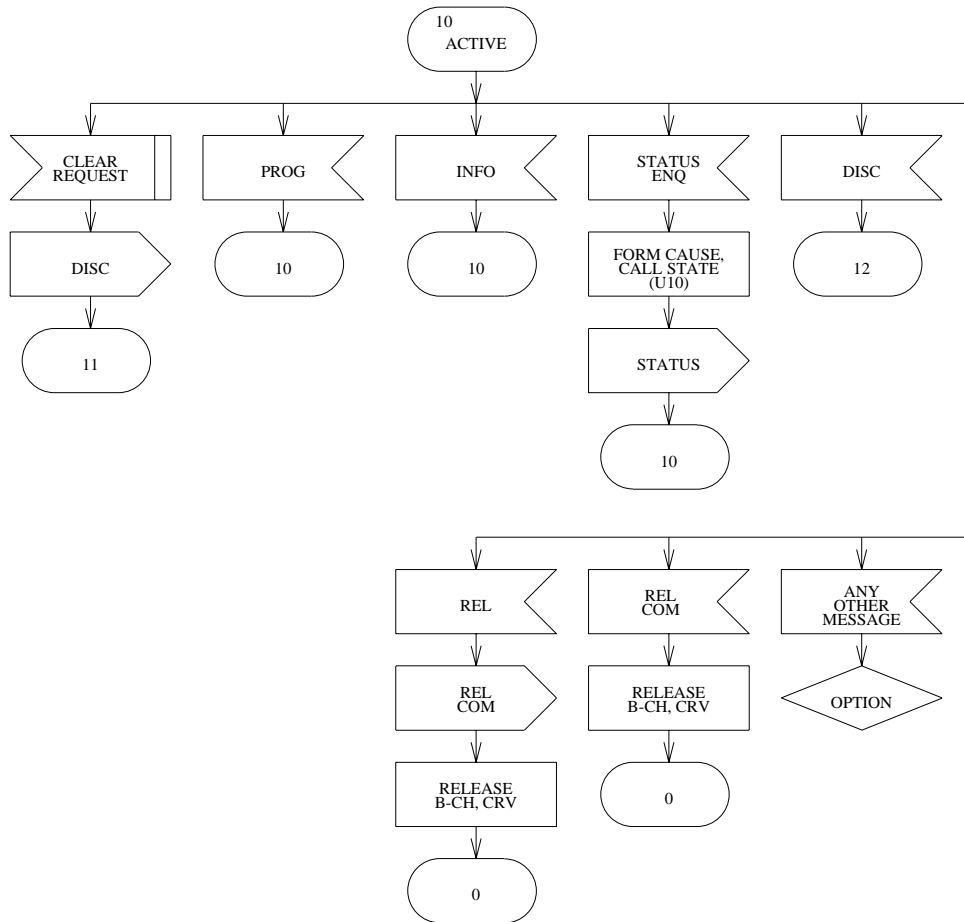 10
ACTIVE
CLEAR
REQUEST
PROG
INFO
STATUS
ENQ
DISC
DISC
10
10
FORM CAUSE,
CALL STATE
(U10)
12
11
STATUS
10
REL
REL
COM
ANY
OTHER
MESSAGE
REL
COM
RELEASE
B-CH, CRV
OPTION
RELEASE
B-CH, CRV
0
0